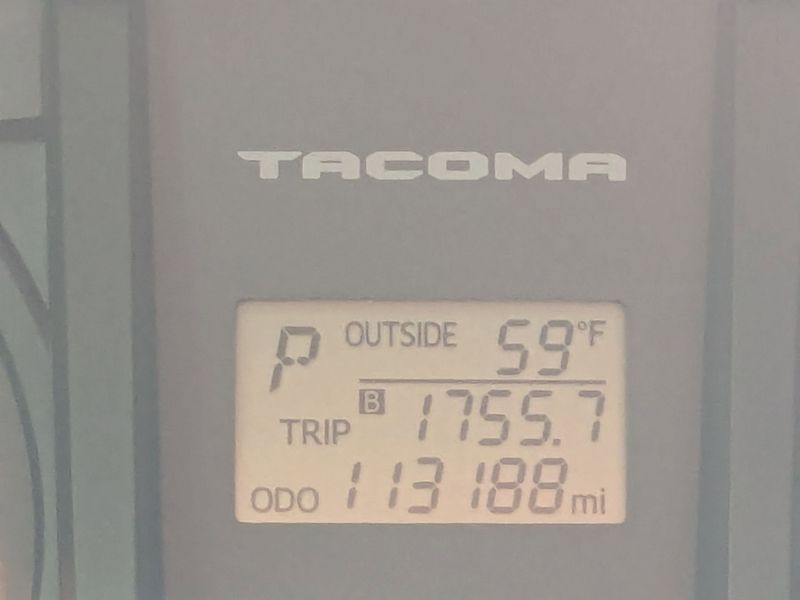 TACOMA
P OUTSIDE 59°F
TRIP B 1755.7
ODO 113188 mi